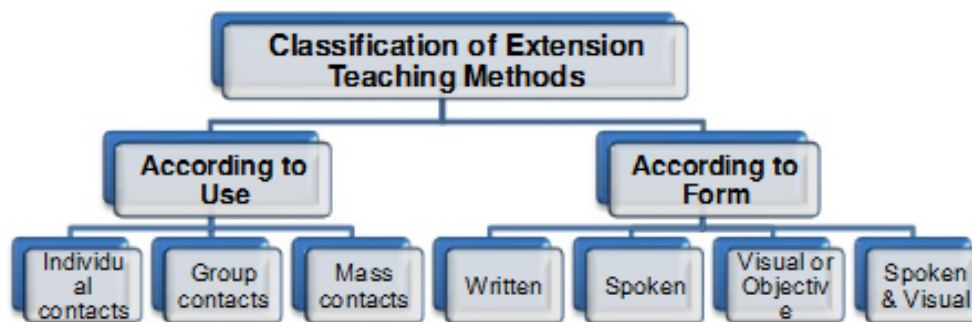 Classification of Extension
Teaching Methods
According to
Use
According to
Form
Individu
al
contacts
Group
contacts
Mass
contacts
Written
Spoken
Visual or
Objectiv
e
Spoken
& Visual